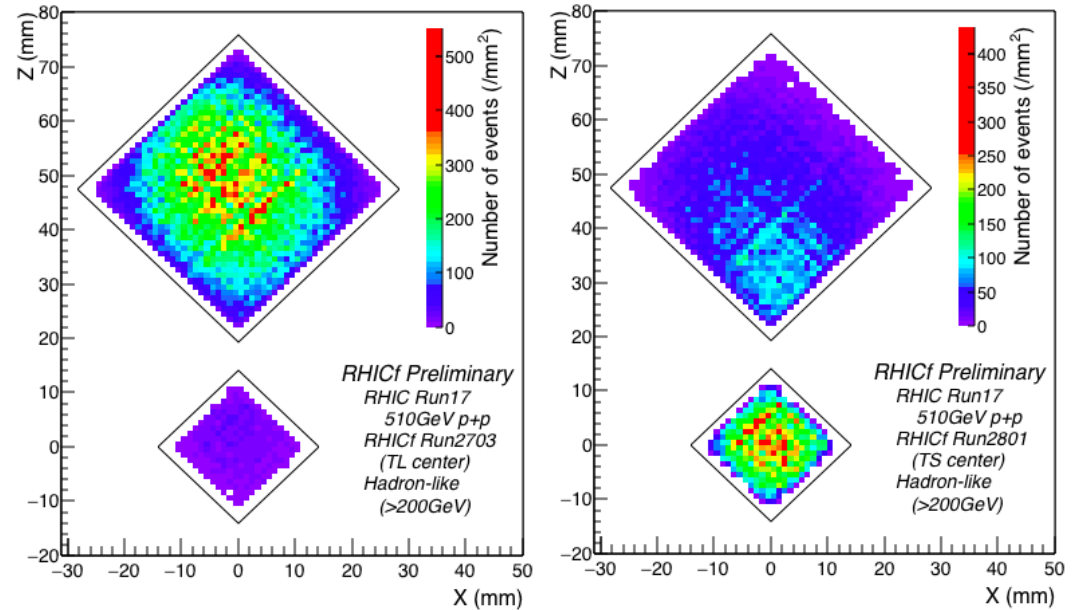 80
70
60
50
40
30
20
10
0
−10
−20
Z (mm)
−30 −20 −10 0 10 20 30 40 50
X (mm)
500
400
300
200
100
0
Number of events (/mm²)
RHICf Preliminary
RHIC Run17
510GeV p+p
RHICf Run2703
(TL center)
Hadron-like
(>200GeV)
80
70
60
50
40
30
20
10
0
−10
−20
Z (mm)
−30 −20 −10 0 10 20 30 40 50
X (mm)
400
350
300
250
200
150
100
50
0
Number of events (/mm²)
RHICf Preliminary
RHIC Run17
510GeV p+p
RHICf Run2801
(TS center)
Hadron-like
(>200GeV)